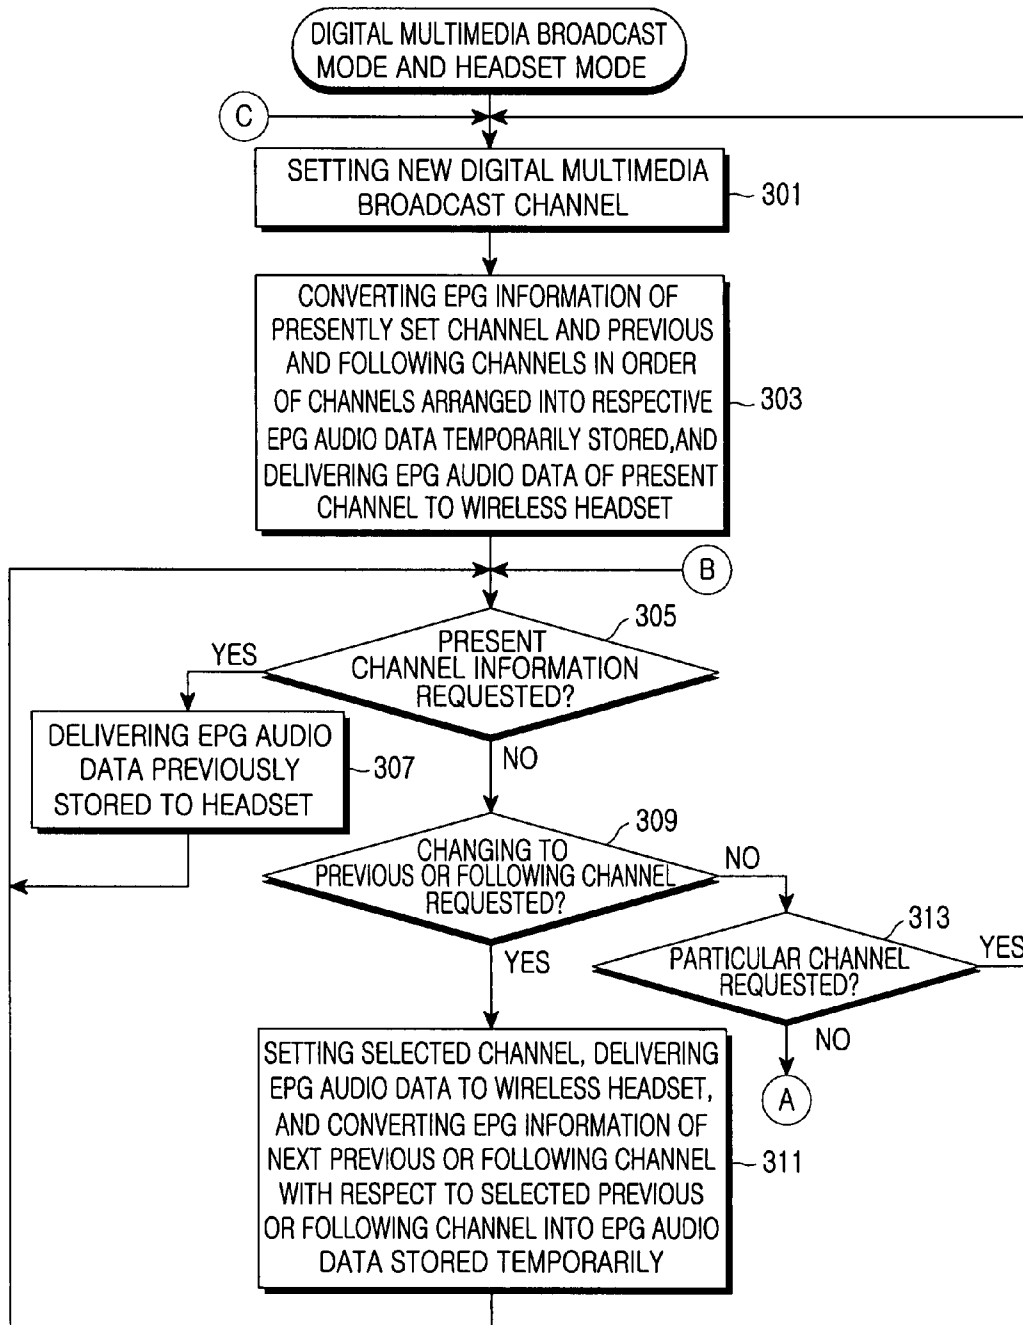 DIGITAL MULTIMEDIA BROADCAST
MODE AND HEADSET MODE
C
SETTING NEW DIGITAL MULTIMEDIA
BROADCAST CHANNEL
301
CONVERTING EPG INFORMATION OF
PRESENTLY SET CHANNEL AND PREVIOUS
AND FOLLOWING CHANNELS IN ORDER
OF CHANNELS ARRANGED INTO RESPECTIVE
EPG AUDIO DATA TEMPORARILY STORED,AND
DELIVERING EPG AUDIO DATA OF PRESENT
CHANNEL TO WIRELESS HEADSET
303
B
305
PRESENT
CHANNEL INFORMATION
REQUESTED?
YES
NO
DELIVERING EPG AUDIO
DATA PREVIOUSLY
STORED TO HEADSET
307
309
CHANGING TO
PREVIOUS OR FOLLOWING CHANNEL
REQUESTED?
NO
YES
313
PARTICULAR CHANNEL
REQUESTED?
YES
NO
A
SETTING SELECTED CHANNEL, DELIVERING
EPG AUDIO DATA TO WIRELESS HEADSET,
AND CONVERTING EPG INFORMATION OF
NEXT PREVIOUS OR FOLLOWING CHANNEL
WITH RESPECT TO SELECTED PREVIOUS
OR FOLLOWING CHANNEL INTO EPG AUDIO
DATA STORED TEMPORARILY
311